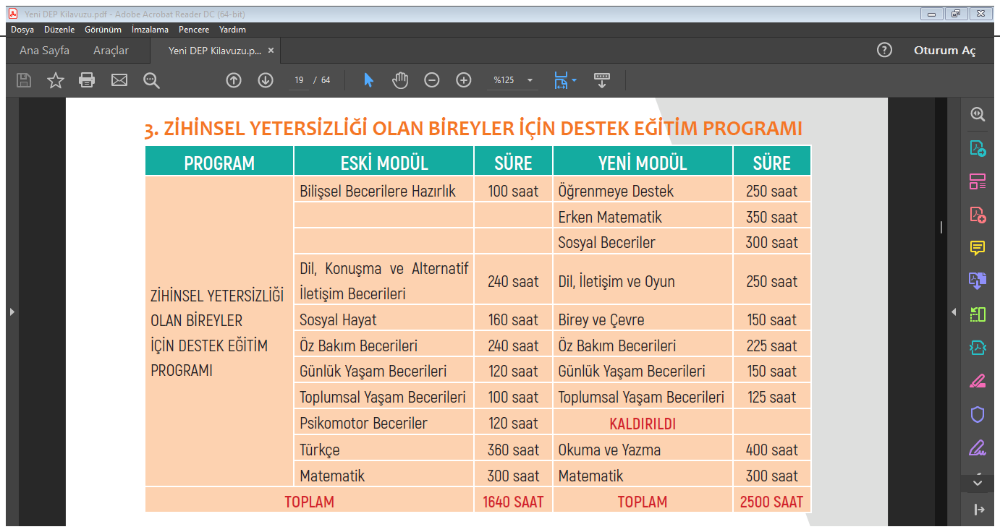 Yeni DEP Kilavuzu.pdf - Adobe Acrobat Reader DC (64-bit)
Dosya Düzenle Görünüm İmzalama Pencere Yardım
Ana Sayfa Araçlar Yeni DEP Kilavuzu.p... × ? Oturum Aç
19 / 64 %125
3. ZİHİNSEL YETERSİZLİĞİ OLAN BİREYLER İÇİN DESTEK EĞİTİM PROGRAMI
PROGRAM ESKİ MODÜL SÜRE YENİ MODÜL SÜRE
ZİHİNSEL YETERSİZLİĞİ
OLAN BİREYLER
İÇİN DESTEK EĞİTİM
PROGRAMI
Bilişsel Becerilere Hazırlık 100 saat Öğrenmeye Destek 250 saat
Erken Matematik 350 saat
Sosyal Beceriler 300 saat
Dil, Konuşma ve Alternatif
İletişim Becerileri 240 saat Dil, İletişim ve Oyun 250 saat
Sosyal Hayat 160 saat Birey ve Çevre 150 saat
Öz Bakım Becerileri 240 saat Öz Bakım Becerileri 225 saat
Günlük Yaşam Becerileri 120 saat Günlük Yaşam Becerileri 150 saat
Toplumsal Yaşam Becerileri 100 saat Toplumsal Yaşam Becerileri 125 saat
Psikomotor Beceriler 120 saat KALDIRILDI
Türkçe 360 saat Okuma ve Yazma 400 saat
Matematik 300 saat Matematik 300 saat
TOPLAM 1640 SAAT TOPLAM 2500 SAAT